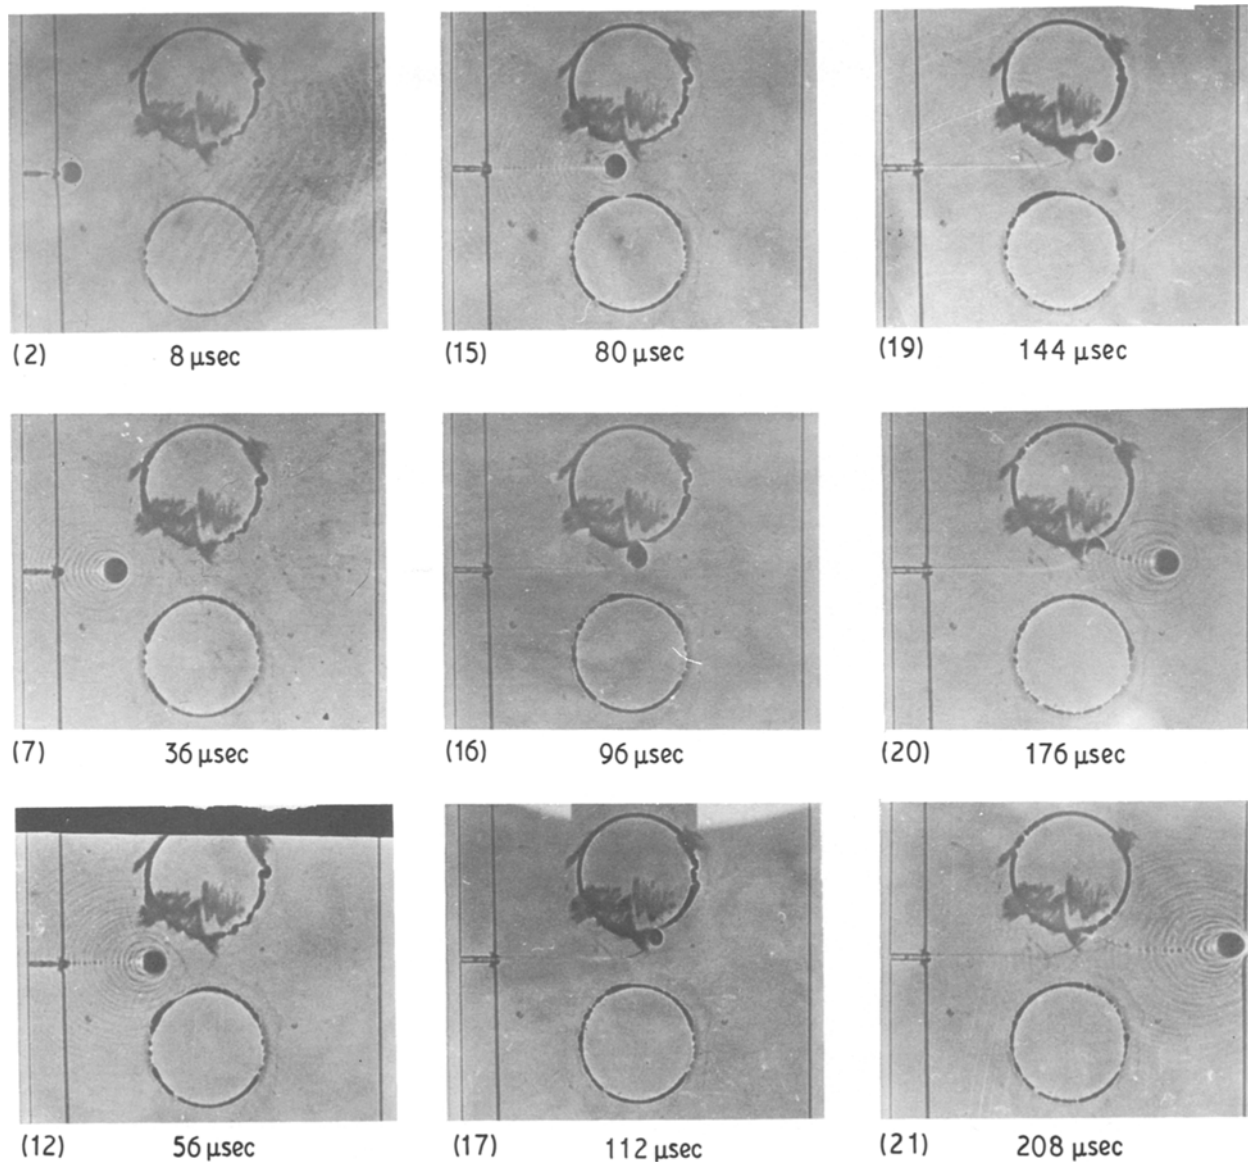 (2) 8 μsec
(15) 80 μsec
(19) 144 μsec
(7) 36 μsec
(16) 96 μsec
(20) 176 μsec
(12) 56 μsec
(17) 112 μsec
(21) 208 μsec